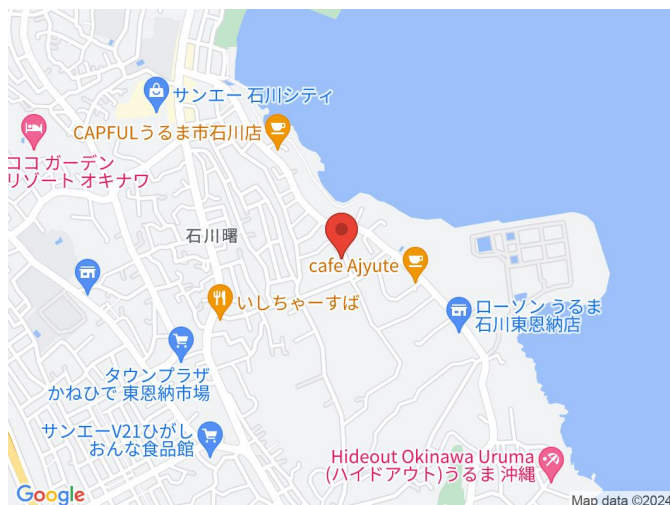 サンエー 石川シティ
CAPFULうるま市石川店
ココ ガーデン
リゾート オキナワ
石川曙
cafe Ajyute
いしちゃーすば
ローソン うるま
石川東恩納店
タウンプラザ
かねひで 東恩納市場
サンエーV21ひがし
おんな食品館
Hideout Okinawa Uruma
(ハイドアウト)うるま 沖縄
Google
Map data ©2024